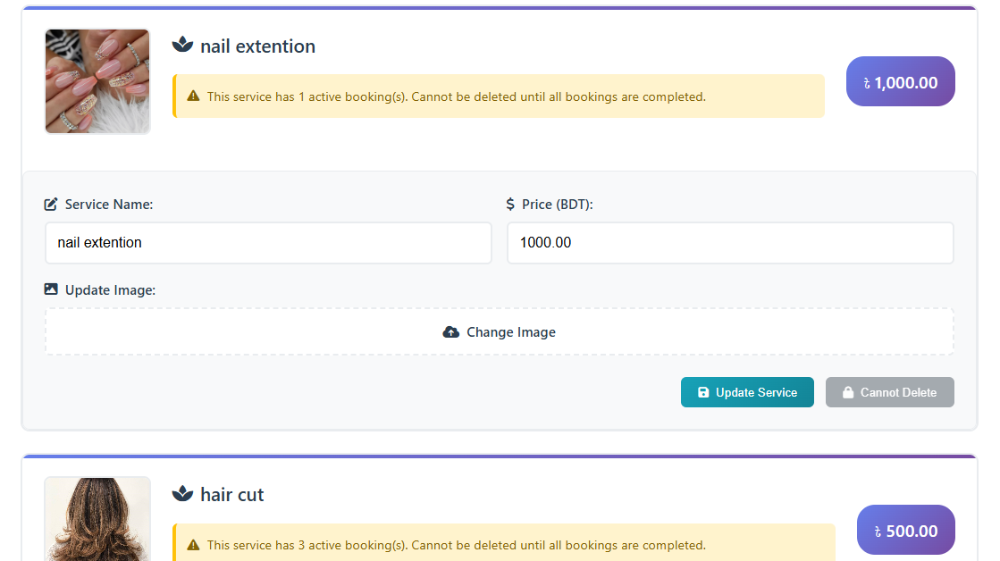 nail extention
This service has 1 active booking(s). Cannot be deleted until all bookings are completed.
৳ 1,000.00
Service Name:
Price (BDT):
nail extention
1000.00
Update Image:
Change Image
Update Service
Cannot Delete
hair cut
This service has 3 active booking(s). Cannot be deleted until all bookings are completed.
৳ 500.00